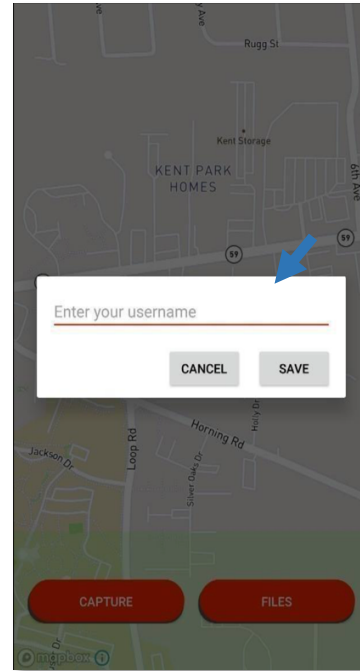 y Ave
Rugg St
Kent Storage
KENT PARK
HOMES
6th Ave
59
59
Enter your username
CANCEL
SAVE
Holly Dr
Horning Rd
Loop Rd
Jackson Dr
Silver Oaks Dr
CAPTURE
FILES
mapbox